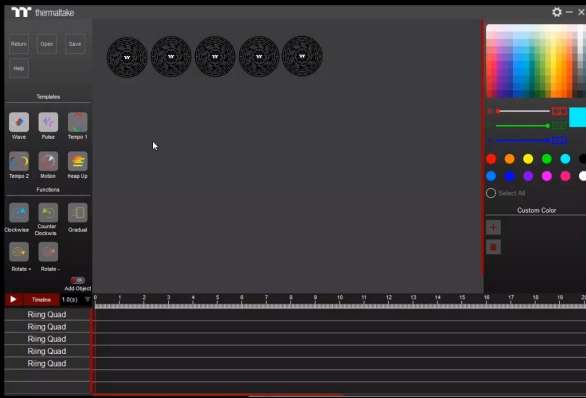 thermaltake
Return Open Save
Help
Templates
Wave Pulse Tempo 1
Tempo 2 Motion Heap Up
Functions
Clockwise Counter Clockwis Gradual
Rotate + Rotate -
Add Object
Select All
Custom Color
Timeline 1.0(s) 0 1 2 3 4 5 6 7 8 9 10 11 12 13 14 15 16 17 18 19 20
Riing Quad
Riing Quad
Riing Quad
Riing Quad
Riing Quad